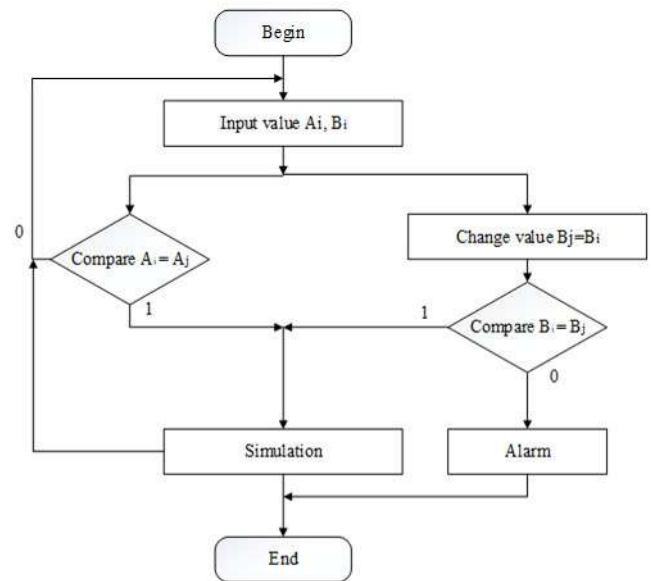 Begin
Input value Ai, Bi
0
Compare Ai = Aj
Change value Bj=Bi
1
1
Compare Bi = Bj
0
Simulation
Alarm
End